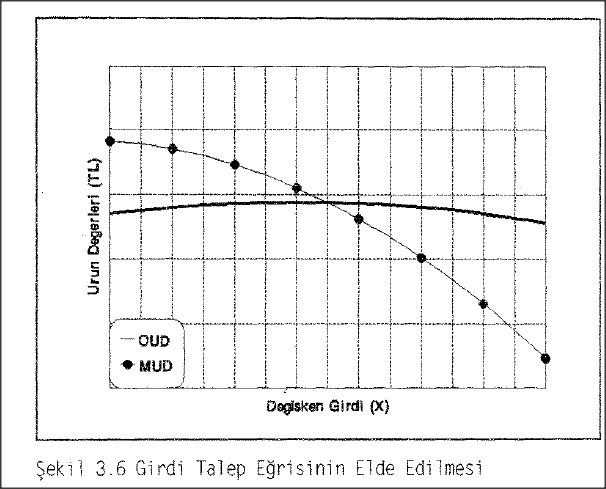 Urun Degerleri (TL)
OUD
MUD
Degisken Girdi (X)
Şekil 3.6 Girdi Talep Eğrisinin Elde Edilmesi